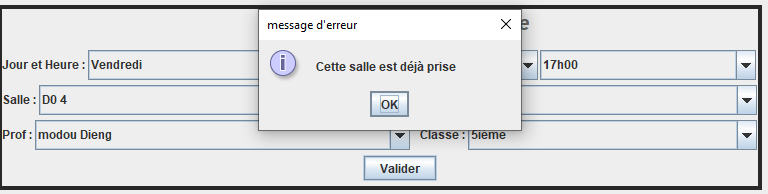 message d'erreur
e
Jour et Heure : Vendredi 17h00
Cette salle est déjà prise
Salle : D0 4
OK
Prof : modou Dieng Classe : 5ieme
Valider